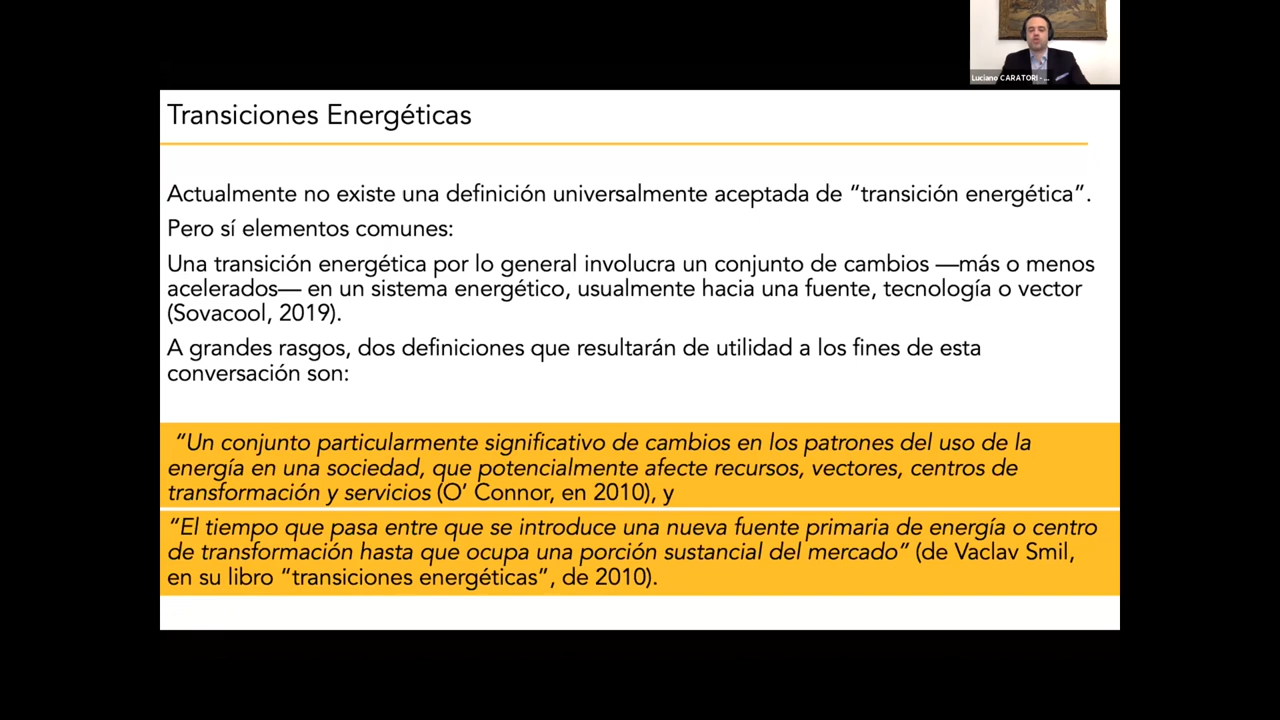 Luciano CARATORI - ...
Transiciones Energéticas
Actualmente no existe una definición universalmente aceptada de “transición energética”.
Pero sí elementos comunes:
Una transición energética por lo general involucra un conjunto de cambios —más o menos
acelerados— en un sistema energético, usualmente hacia una fuente, tecnología o vector
(Sovacool, 2019).
A grandes rasgos, dos definiciones que resultarán de utilidad a los fines de esta
conversación son:
“Un conjunto particularmente significativo de cambios en los patrones del uso de la
energía en una sociedad, que potencialmente afecte recursos, vectores, centros de
transformación y servicios (O’ Connor, en 2010), y
“El tiempo que pasa entre que se introduce una nueva fuente primaria de energía o centro
de transformación hasta que ocupa una porción sustancial del mercado” (de Vaclav Smil,
en su libro “transiciones energéticas”, de 2010).